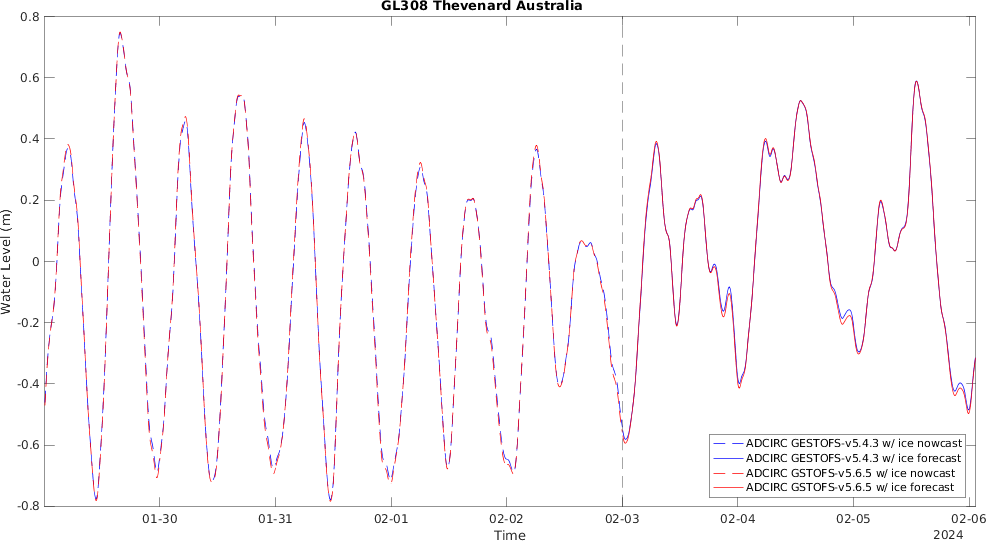 GL308 Thevenard Australia
Water Level (m)
0.8
0.6
0.4
0.2
0
-0.2
-0.4
-0.6
-0.8
ADCIRC GESTOFS-v5.4.3 w/ ice nowcast
ADCIRC GESTOFS-v5.4.3 w/ ice forecast
ADCIRC GSTOFS-v5.6.5 w/ ice nowcast
ADCIRC GSTOFS-v5.6.5 w/ ice forecast
01-30 01-31 02-01 02-02 02-03 02-04 02-05 02-06
Time
2024